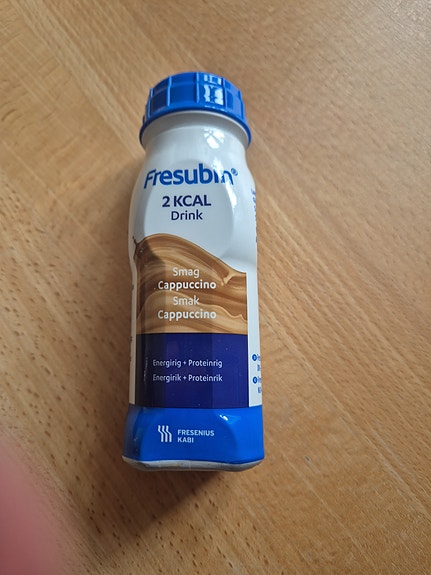 Fresubin®
2 KCAL
Drink
Smag
Cappuccino
Smak
Cappuccino
Energirig + Proteinrig
Energirik + Proteinrik
FRESENIUS
KABI